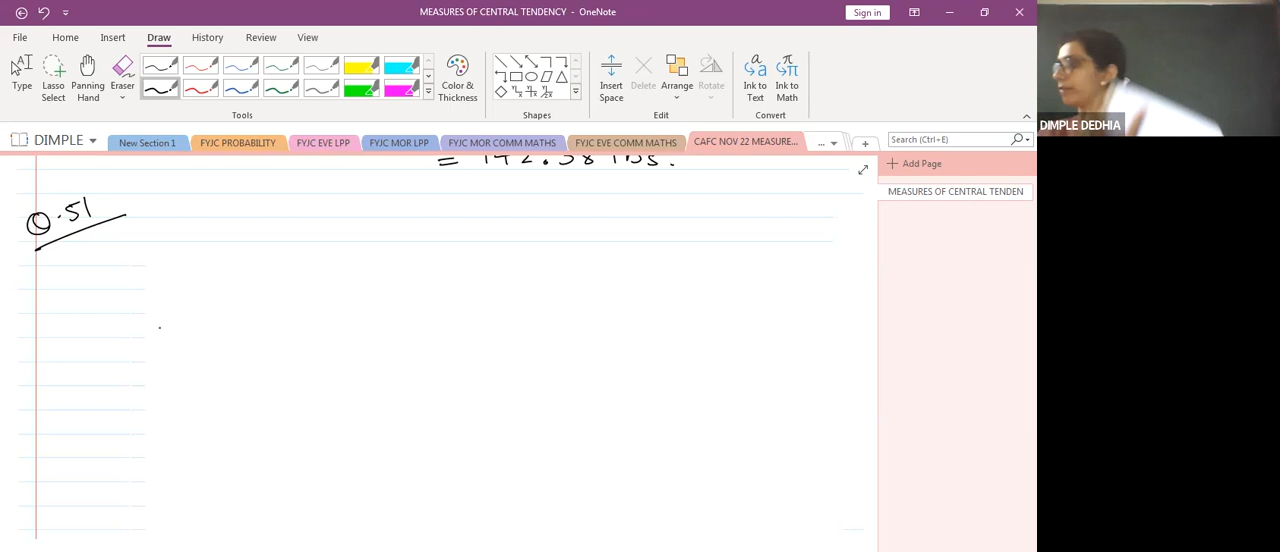 MEASURES OF CENTRAL TENDENCY - OneNote
Sign in
File Home Insert Draw History Review View
Type
Lasso Select
Panning Hand
Eraser
Color & Thickness
Insert Space
Delete
Arrange
Rotate
Ink to Text
Ink to Math
Tools
Shapes
Edit
Convert
DIMPLE
New Section 1
FYJC PROBABILITY
FYJC EVE LPP
FYJC MOR LPP
FYJC MOR COMM MATHS
FYJC EVE COMM MATHS
CAFC NOV 22 MEASURE...
...
Search (Ctrl+E)
DIMPLE DEDHIA
Add Page
MEASURES OF CENTRAL TENDEN
= 142.58 lbs.
Q.51